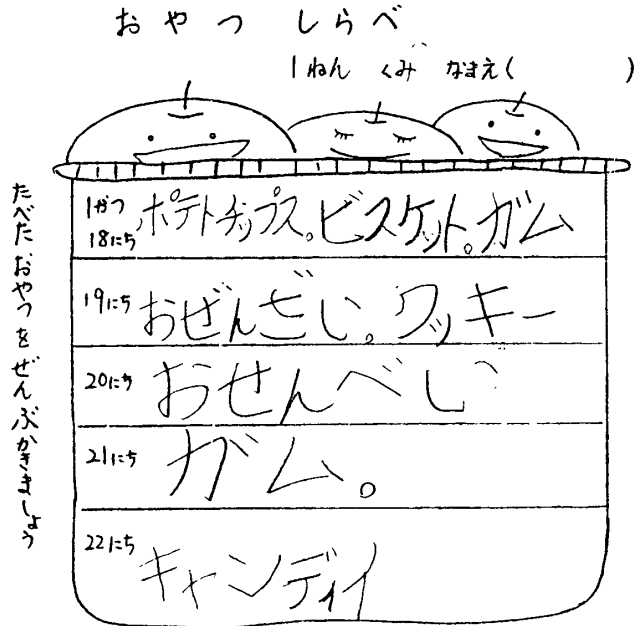 おやつ しらべ
1ねん くみ なまえ( )
たべたおやつをぜんぶかきましょう
1がつ18にち ポテトチップス。ビスケット。ガム
19にち おぜんざい。クッキー
20にち おせんべい
21にち ガム。
22にち キャンディイ